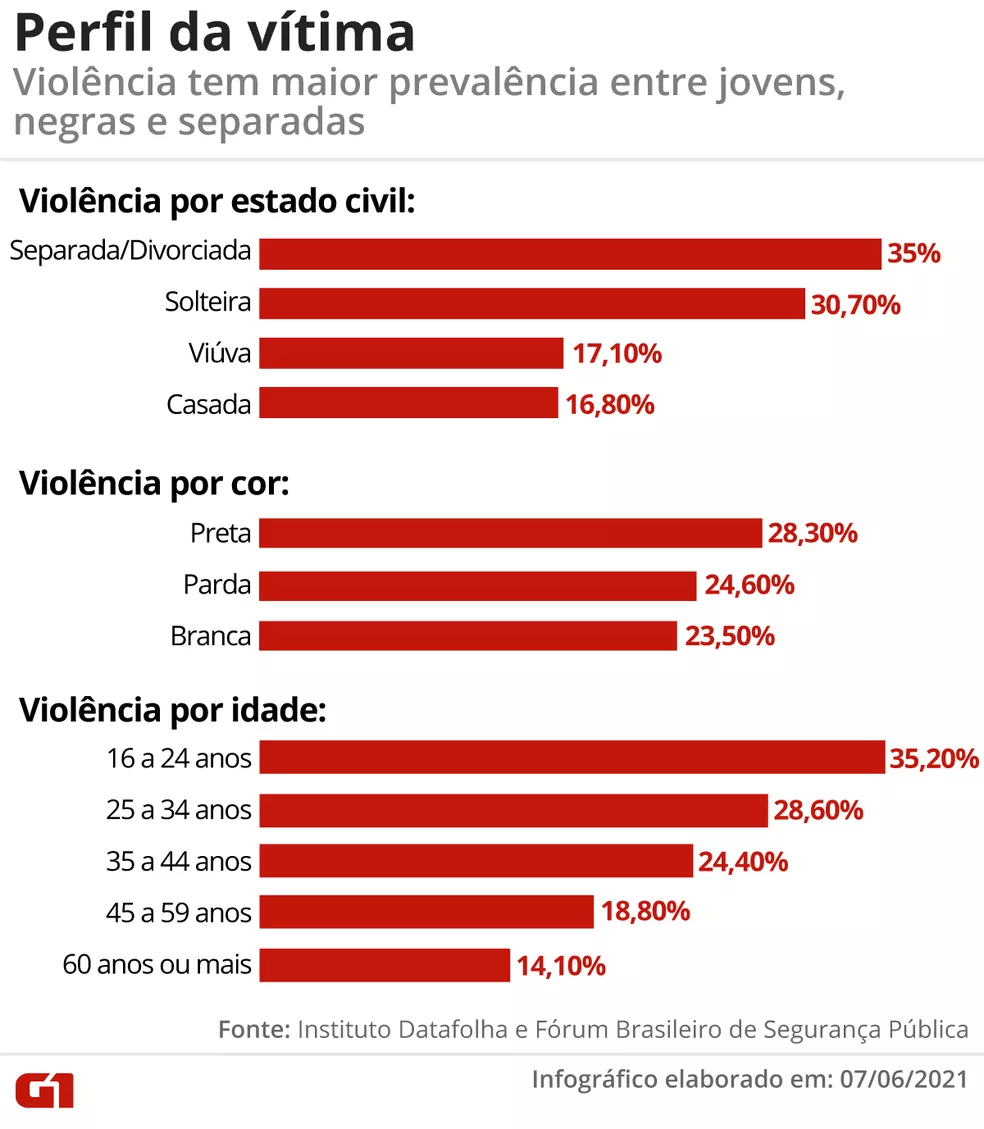 Perfil da vítima
Violência tem maior prevalência entre jovens,
negras e separadas
Violência por estado civil:
Separada/Divorciada 35%
Solteira 30,70%
Viúva 17,10%
Casada 16,80%
Violência por cor:
Preta 28,30%
Parda 24,60%
Branca 23,50%
Violência por idade:
16 a 24 anos 35,20%
25 a 34 anos 28,60%
35 a 44 anos 24,40%
45 a 59 anos 18,80%
60 anos ou mais 14,10%
Fonte: Instituto Datafolha e Fórum Brasileiro de Segurança Pública
G1
Infográfico elaborado em: 07/06/2021